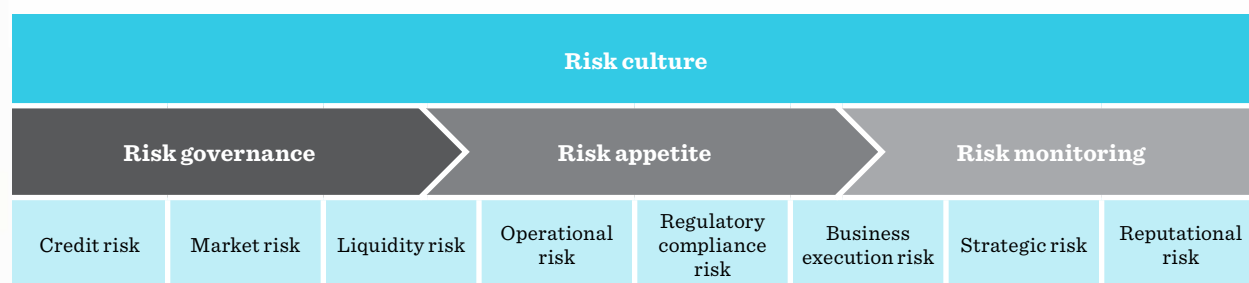 Risk culture
Risk governance
Risk appetite
Risk monitoring
Credit risk
Market risk
Liquidity risk
Operational
risk
Regulatory
compliance
risk
Business
execution risk
Strategic risk
Reputational
risk